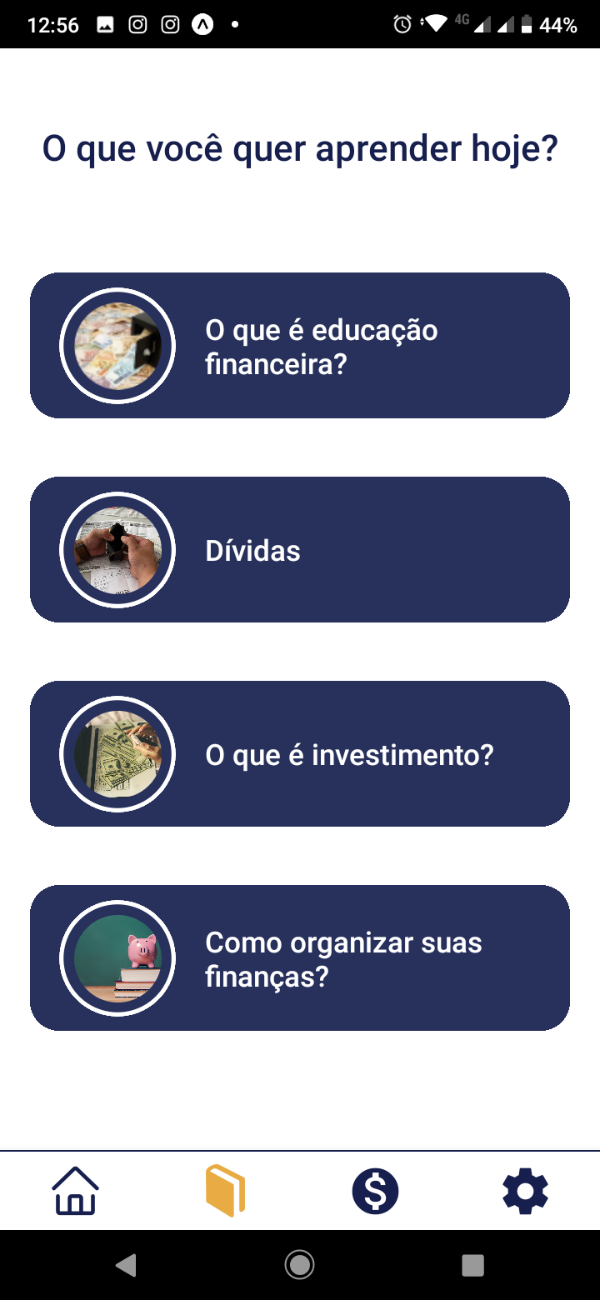 12:56
4G
44%
O que você quer aprender hoje?
O que é educação
financeira?
Dívidas
O que é investimento?
Como organizar suas
finanças?